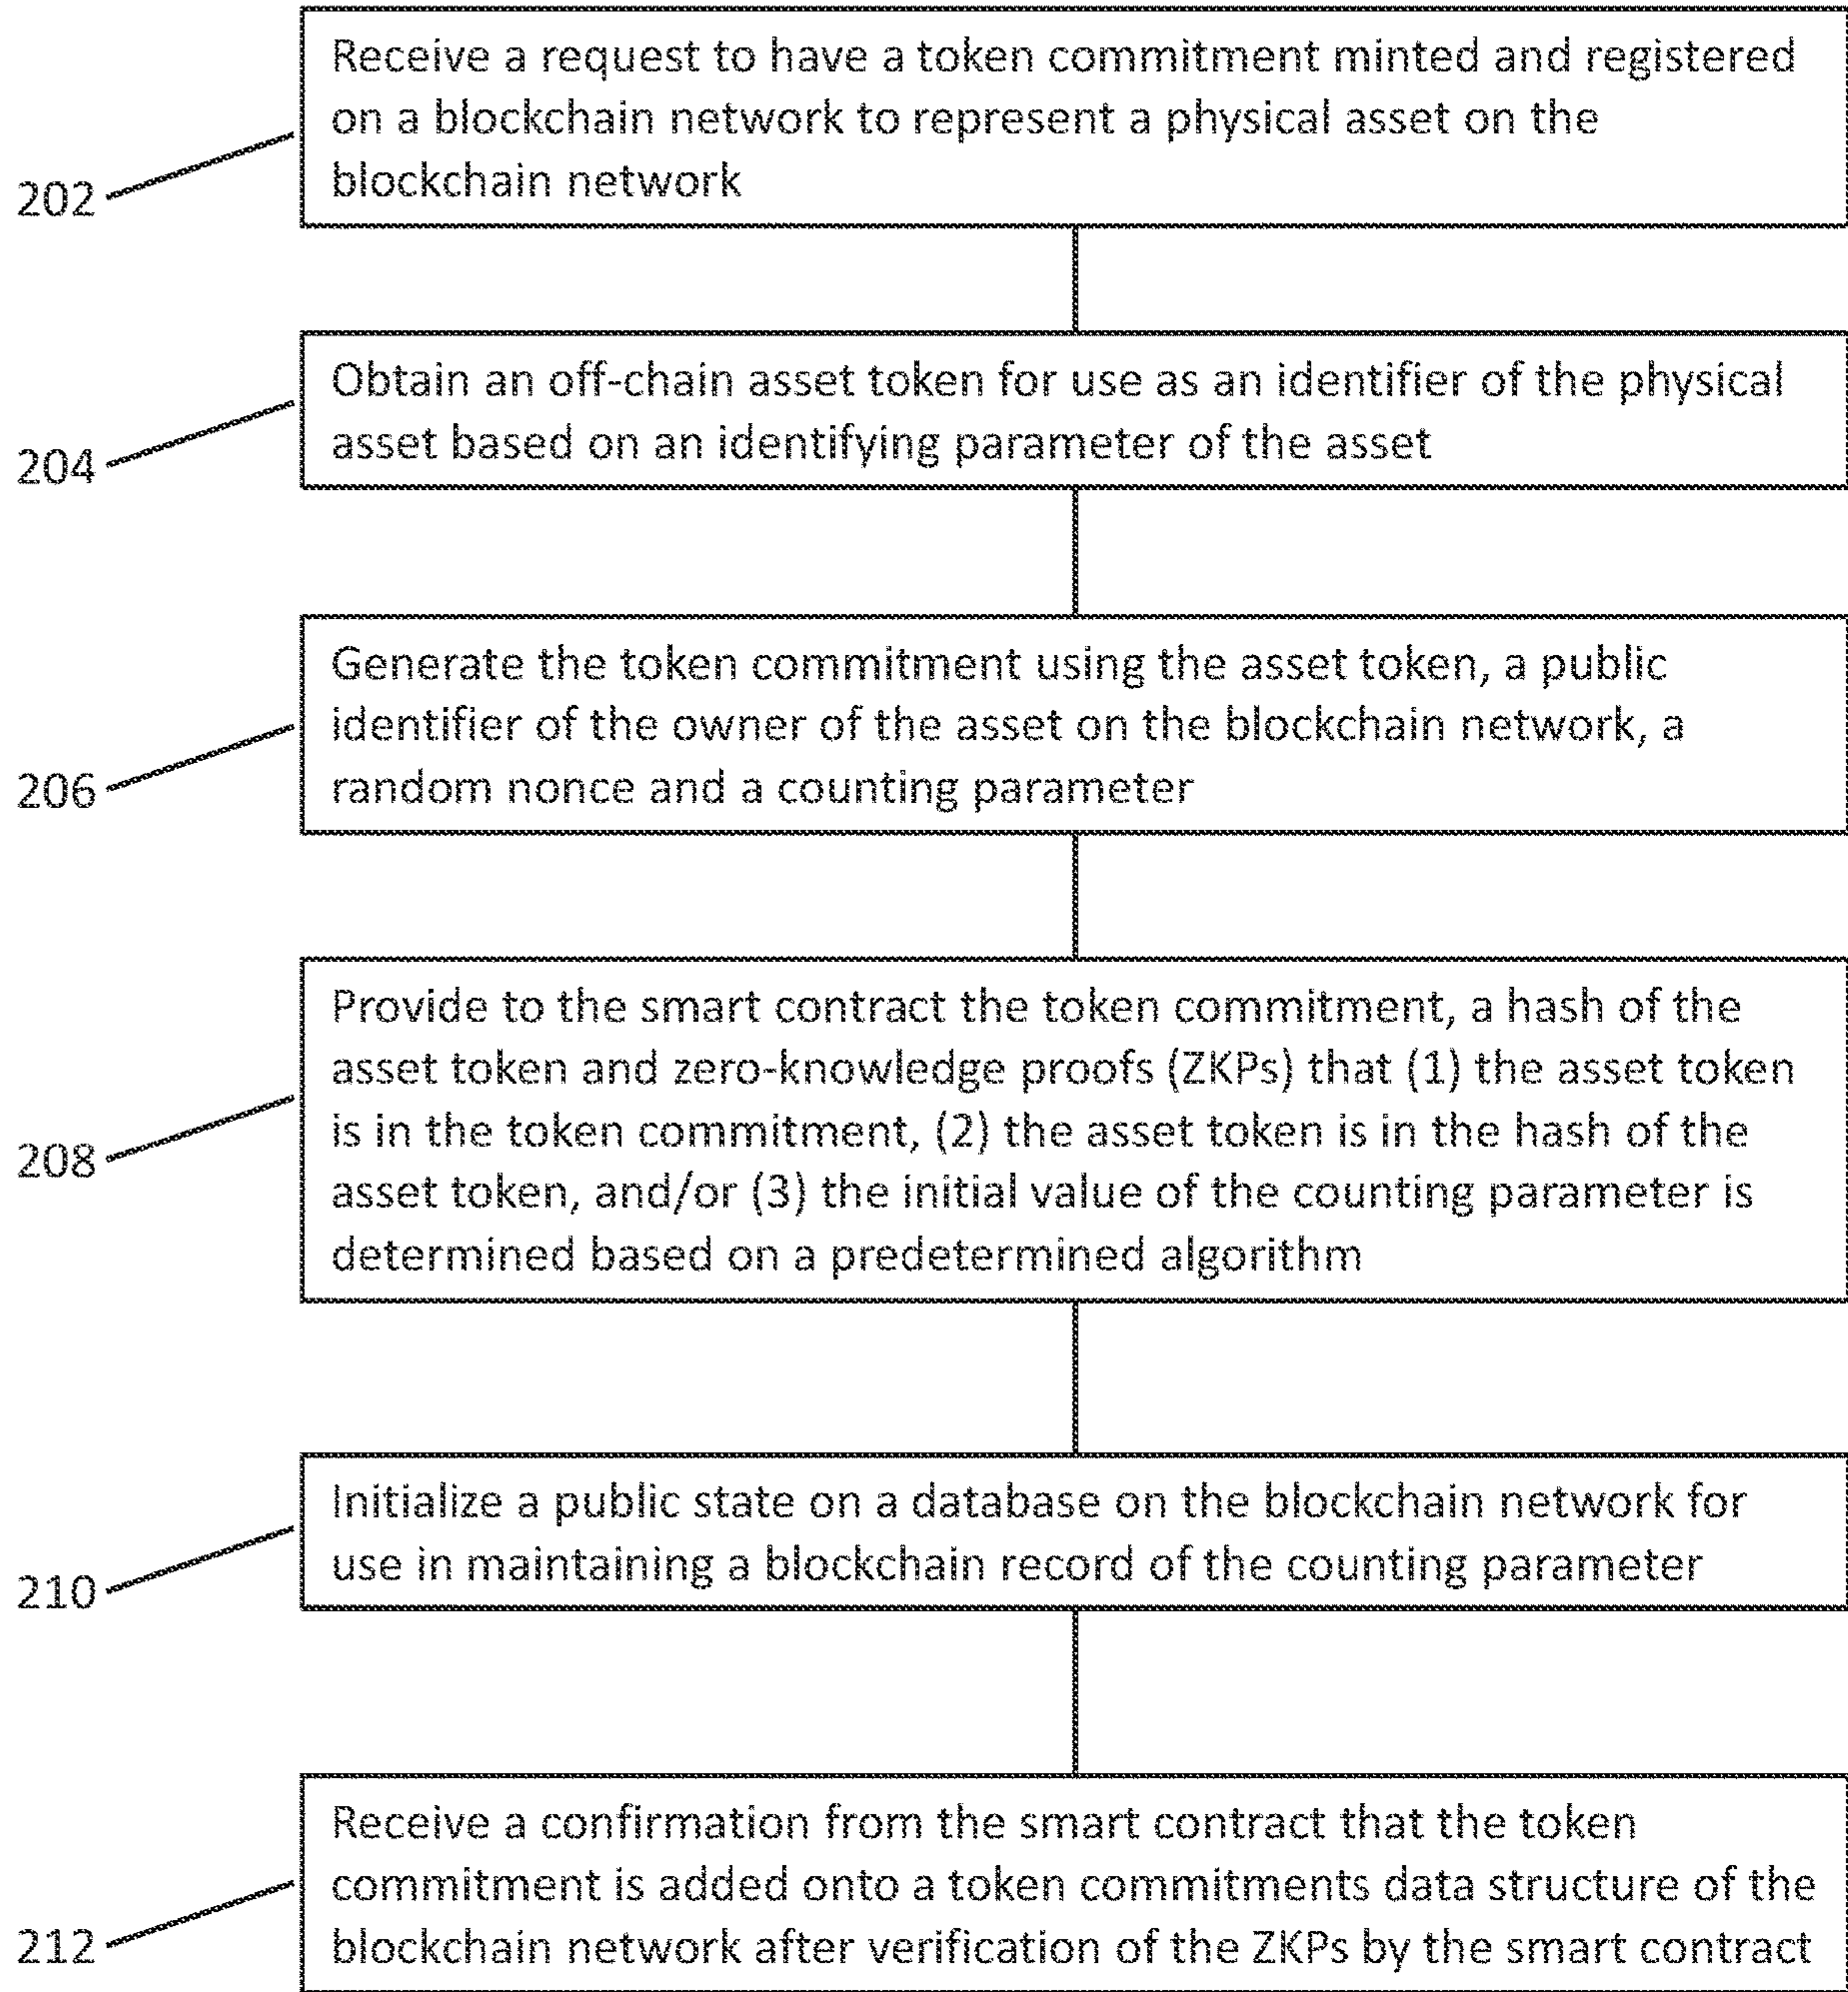 Receive a request to have a token commitment minted and registered
on a blockchain network to represent a physical asset on the
blockchain network
202
Obtain an off-chain asset token for use as an identifier of the physical
asset based on an identifying parameter of the asset
204
Generate the token commitment using the asset token, a public
identifier of the owner of the asset on the blockchain network, a
random nonce and a counting parameter
206
Provide to the smart contract the token commitment, a hash of the
asset token and zero-knowledge proofs (ZKPs) that (1) the asset token
is in the token commitment, (2) the asset token is in the hash of the
asset token, and/or (3) the initial value of the counting parameter is
determined based on a predetermined algorithm
208
Initialize a public state on a database on the blockchain network for
use in maintaining a blockchain record of the counting parameter
210
Receive a confirmation from the smart contract that the token
commitment is added onto a token commitments data structure of the
blockchain network after verification of the ZKPs by the smart contract
212